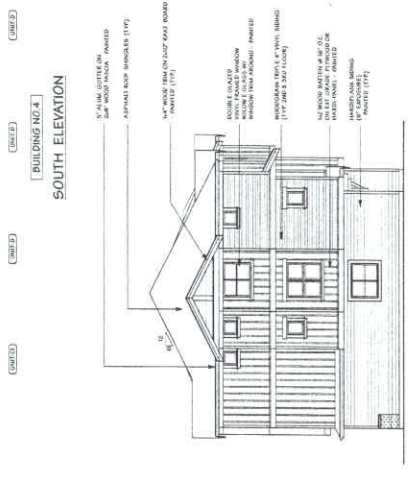 UNIT-D
UNIT-D
UNIT-D
UNIT-D
BUILDING NO.4
SOUTH ELEVATION
5" ALUM. GUTTER ON
2x8" WOOD FASCIA - PAINTED
ASPHALT ROOF SHINGLES (TYP.)
1x4" WOOD TRIM ON 2x10" RAKE BOARD
PAINTED (TYP.)
DOUBLE GLAZED
VINYL FRAMED WINDOW
W/LOW E GLASS W/
WINDOW TRIM AROUND - PAINTED
WOODGRAIN TRIPLE 4" VINYL SIDING
(TYP. 2ND & 3RD FLOOR)
1x2 WOOD BATTEN @ 16" O.C.
ON EXT. GRADE PLYWOOD OR
HARDI-PANEL - PAINTED
HARDIPLANK SIDING
(6" EXPOSURE)
PAINTED (TYP.)
12